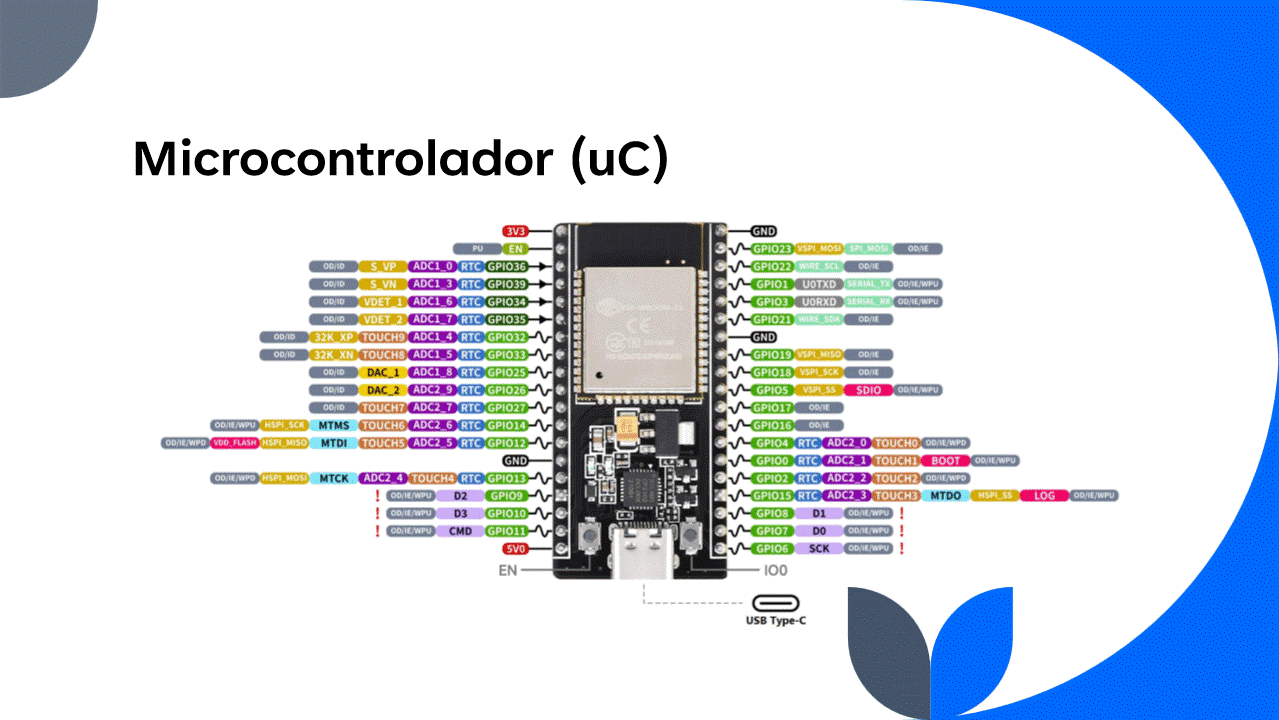 Microcontrolador (uC)
3V3 GND
PU EN GPIO23 VSPI_MOSI SPI_MOSI OD/IE
OD/ID S_VP ADC1_0 RTC GPIO36 GPIO22 WIRE_SCL OD/IE
OD/ID S_VN ADC1_3 RTC GPIO39 GPIO1 U0TXD SERIAL_TX OD/IE/WPU
OD/ID VDET_1 ADC1_6 RTC GPIO34 GPIO3 U0RXD SERIAL_RX OD/IE/WPU
OD/ID VDET_2 ADC1_7 RTC GPIO35 GPIO21 WIRE_SDA OD/IE
OD/ID 32K_XP TOUCH9 ADC1_4 RTC GPIO32 GND
OD/ID 32K_XN TOUCH8 ADC1_5 RTC GPIO33 GPIO19 VSPI_MISO OD/IE
OD/ID DAC_1 ADC1_8 RTC GPIO25 GPIO18 VSPI_SCK OD/IE
OD/ID DAC_2 ADC2_9 RTC GPIO26 GPIO5 VSPI_SS SDIO OD/IE/WPU
OD/ID TOUCH7 ADC2_7 RTC GPIO27 GPIO17 OD/IE
OD/IE/WPU HSPI_SCK MTMS TOUCH6 ADC2_6 RTC GPIO14 GPIO16 OD/IE
OD/IE/WPD VDD_FLASH HSPI_MISO MTDI TOUCH5 ADC2_5 RTC GPIO12 GPIO4 RTC ADC2_0 TOUCH0 OD/IE/WPD
GND GPIO0 RTC ADC2_1 TOUCH1 BOOT OD/IE/WPU
OD/IE/WPD HSPI_MOSI MTCK ADC2_4 TOUCH4 RTC GPIO13 GPIO2 RTC ADC2_2 TOUCH2 OD/IE/WPD
! OD/IE/WPU D2 GPIO9 GPIO15 RTC ADC2_3 TOUCH3 MTDO HSPI_SS LOG OD/IE/WPU
! OD/IE/WPU D3 GPIO10 GPIO8 D1 OD/IE/WPU !
! OD/IE/WPU CMD GPIO11 GPIO7 D0 OD/IE/WPU !
5V0 GPIO6 SCK OD/IE/WPU !
EN IO0
USB Type-C
CE